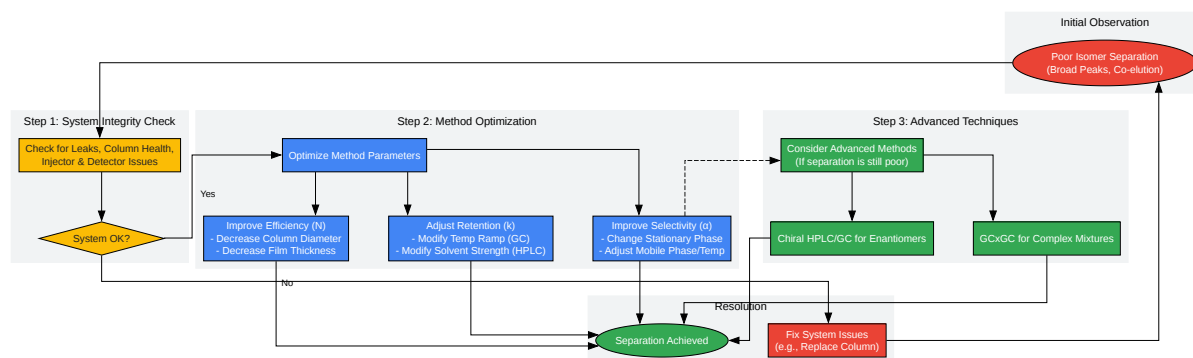 Initial Observation
Poor Isomer Separation
(Broad Peaks, Co-elution)
Step 1: System Integrity Check
Check for Leaks, Column Health,
Injector & Detector Issues
System OK?
Yes
No
Step 2: Method Optimization
Optimize Method Parameters
Improve Efficiency (N)
- Decrease Column Diameter
- Decrease Film Thickness
Adjust Retention (k)
- Modify Temp Ramp (GC)
- Modify Solvent Strength (HPLC)
Improve Selectivity (α)
- Change Stationary Phase
- Adjust Mobile Phase/Temp
Step 3: Advanced Techniques
Consider Advanced Methods
(If separation is still poor)
Chiral HPLC/GC for Enantiomers
GCxGC for Complex Mixtures
Resolution
Separation Achieved
Fix System Issues
(e.g., Replace Column)